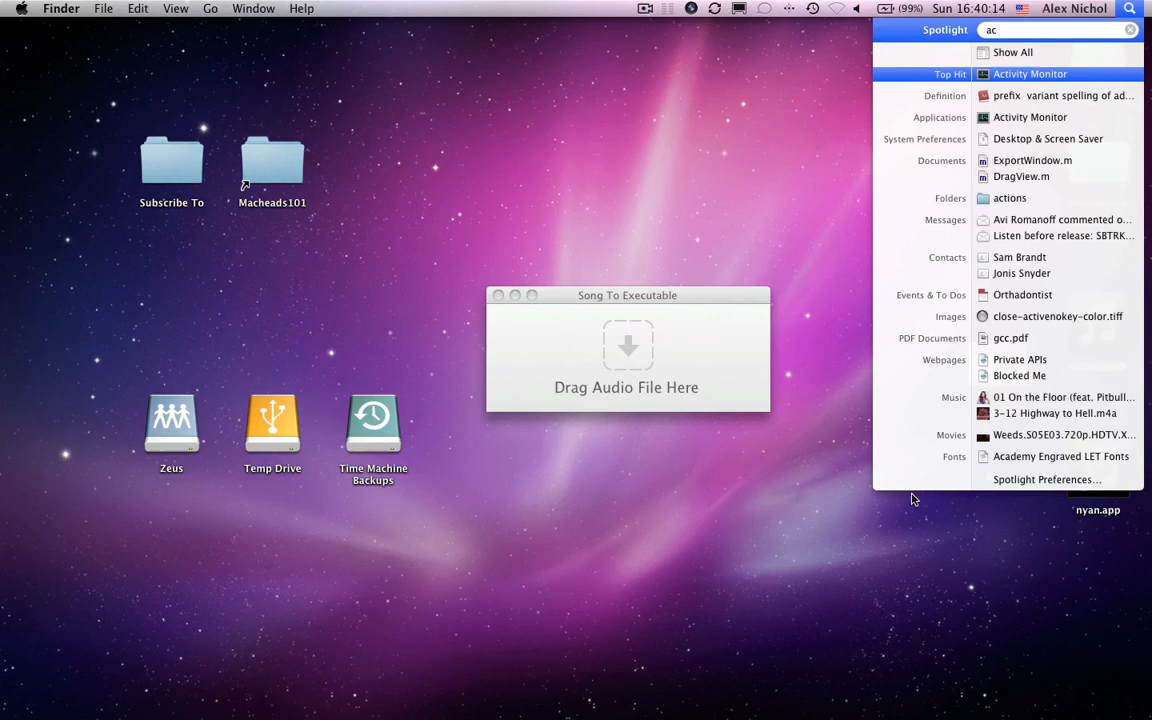 Finder File Edit View Go Window Help (99%) Sun 16:40:14 Alex Nichol
Spotlight ac
Show All
Top Hit Activity Monitor
Definition prefix variant spelling of ad...
Applications Activity Monitor
System Preferences Desktop & Screen Saver
Documents ExportWindow.m
DragView.m
Folders actions
Messages Avi Romanoff commented o...
Listen before release: SBTRK...
Contacts Sam Brandt
Jonis Snyder
Events & To Dos Orthadontist
Images close-activenokey-color.tiff
PDF Documents gcc.pdf
Webpages Private APIs
Blocked Me
Music 01 On the Floor (feat. Pitbull...
3-12 Highway to Hell.m4a
Movies Weeds.S05E03.720p.HDTV.X...
Fonts Academy Engraved LET Fonts
Spotlight Preferences...
Subscribe To
Macheads101
Song To Executable
Drag Audio File Here
Zeus
Temp Drive
Time Machine
Backups
nyan.app